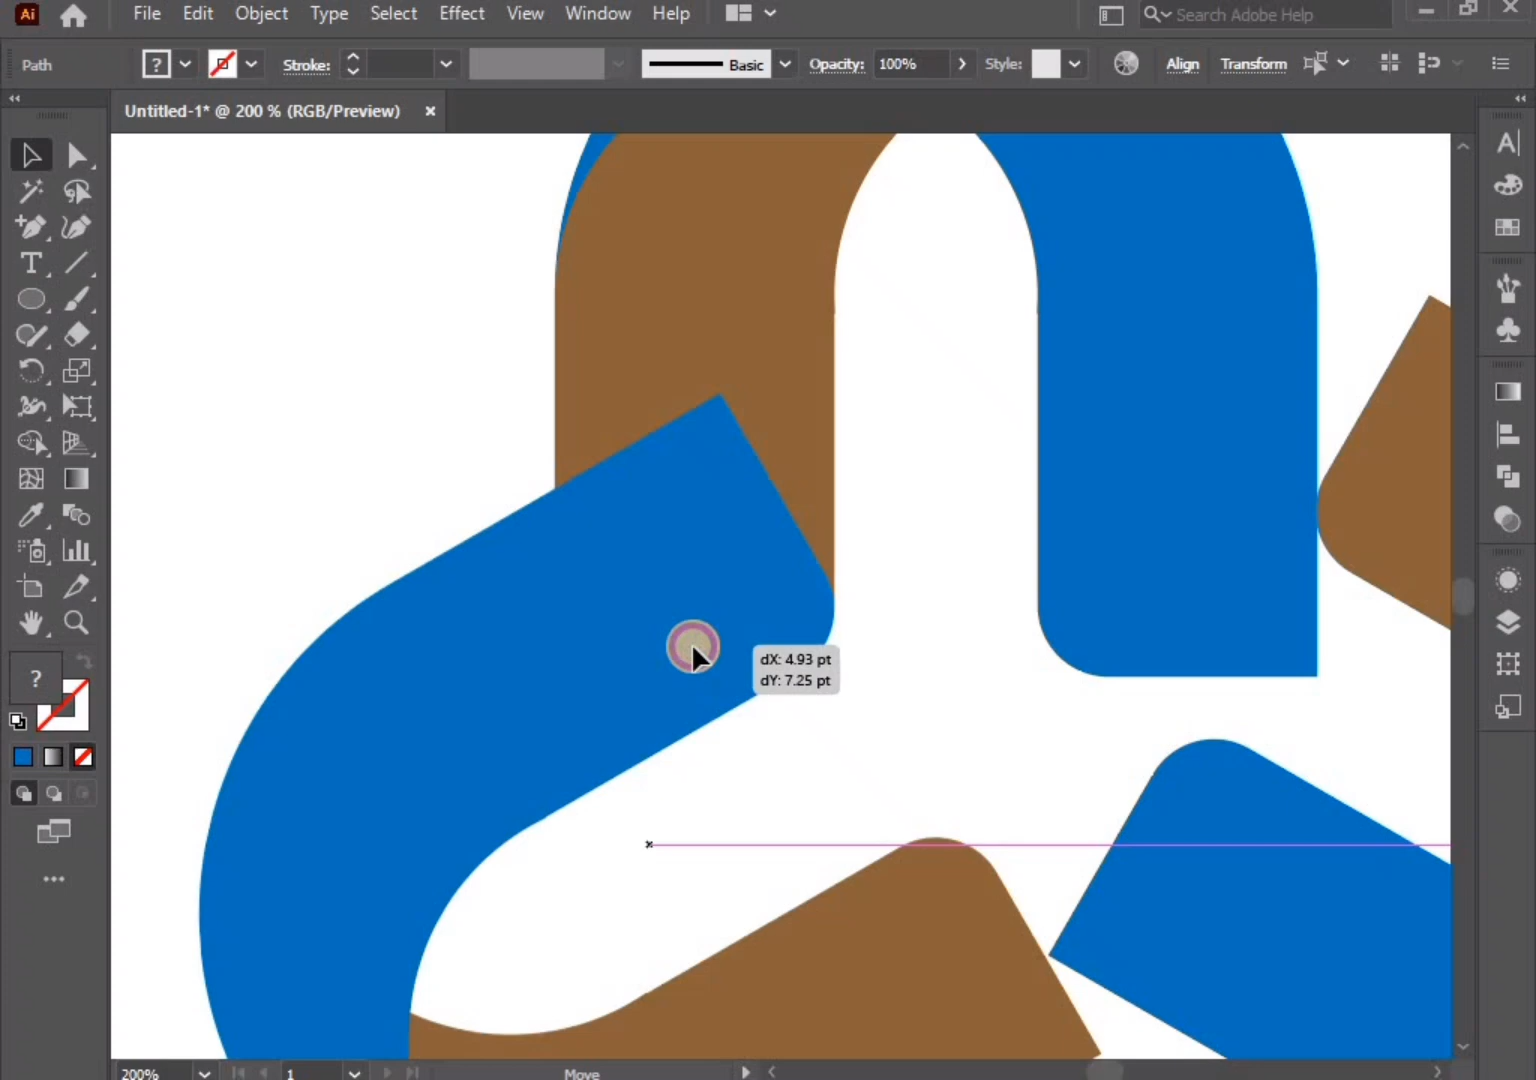 Ai File Edit Object Type Select Effect View Window Help Search Adobe Help
Path ? Stroke: Basic Opacity: 100% Style: Align Transform
Untitled-1* @ 200 % (RGB/Preview) ×
A
T
?
dX: 4.93 pt
dY: 7.25 pt
200% 1 Move